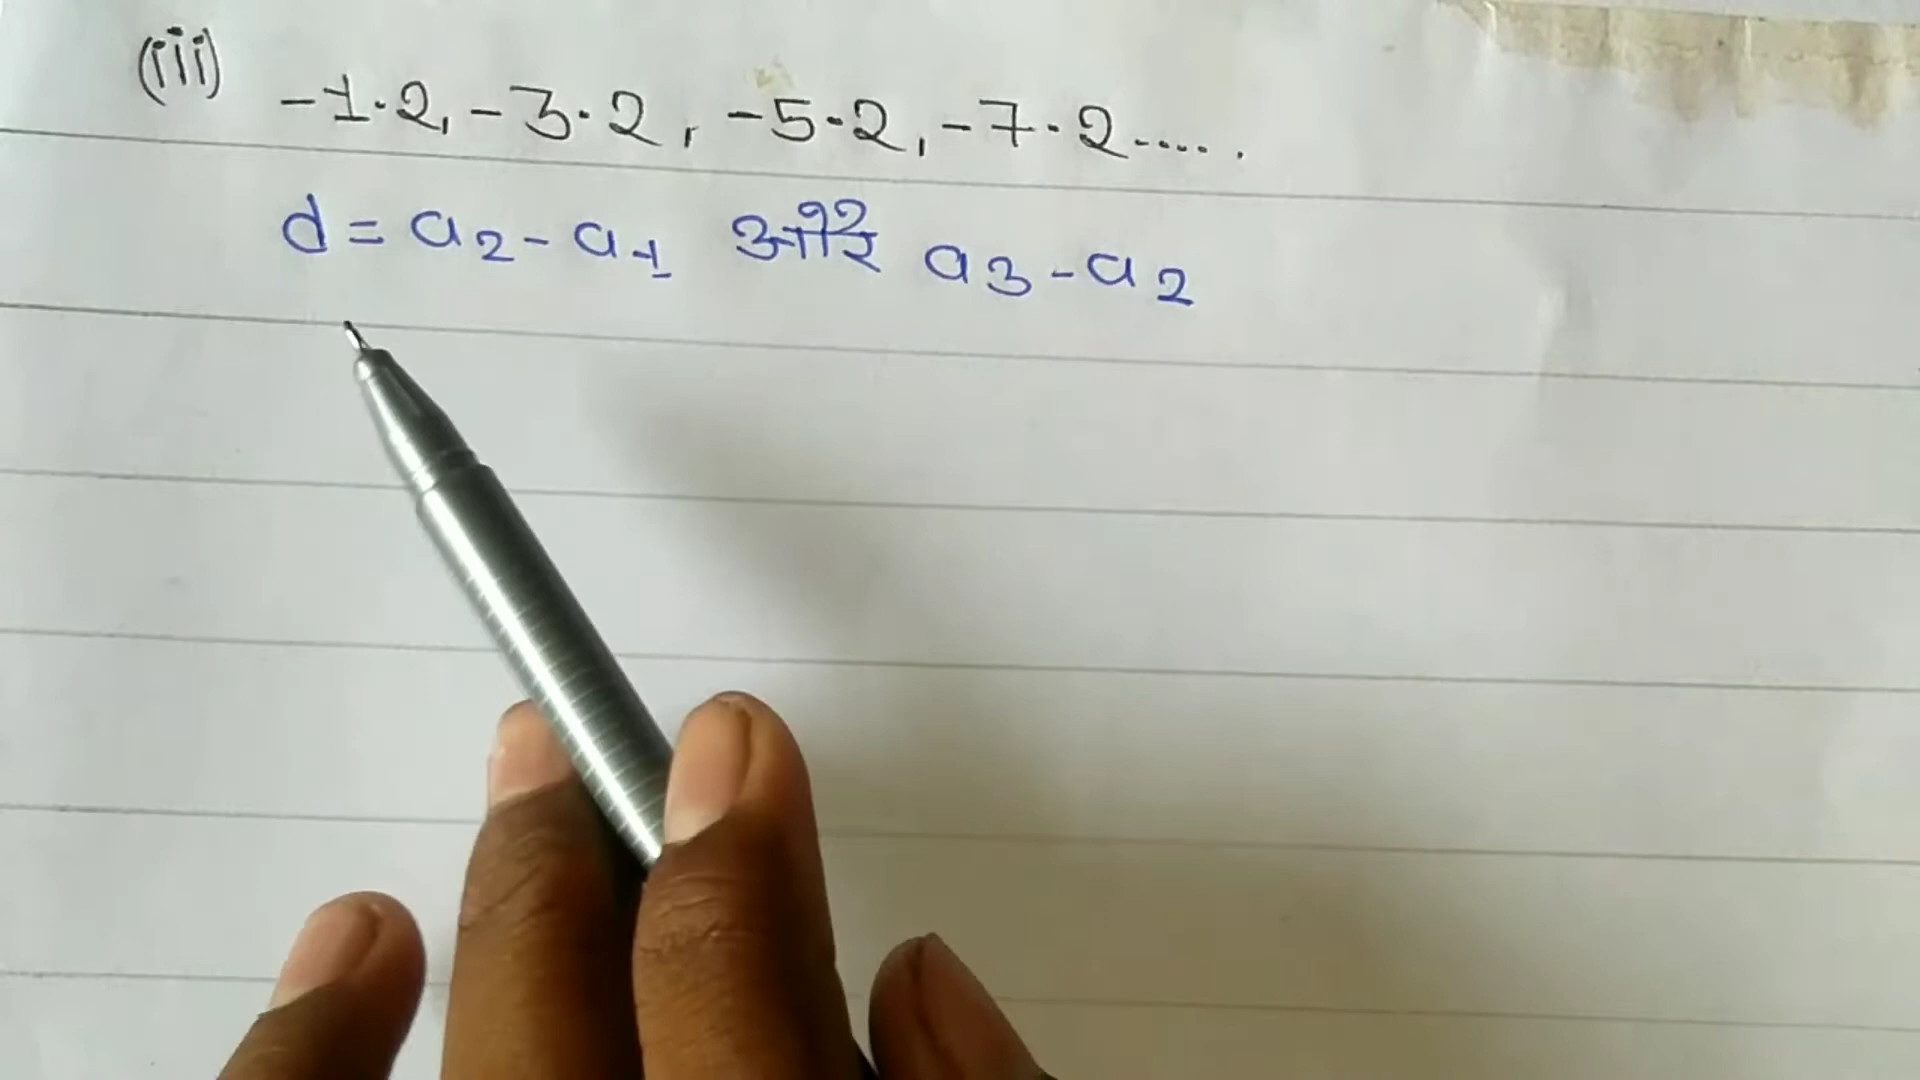 (iii) -1.2, -3.2, -5.2, -7.2.....
d = a2 - a1 और a3 - a2